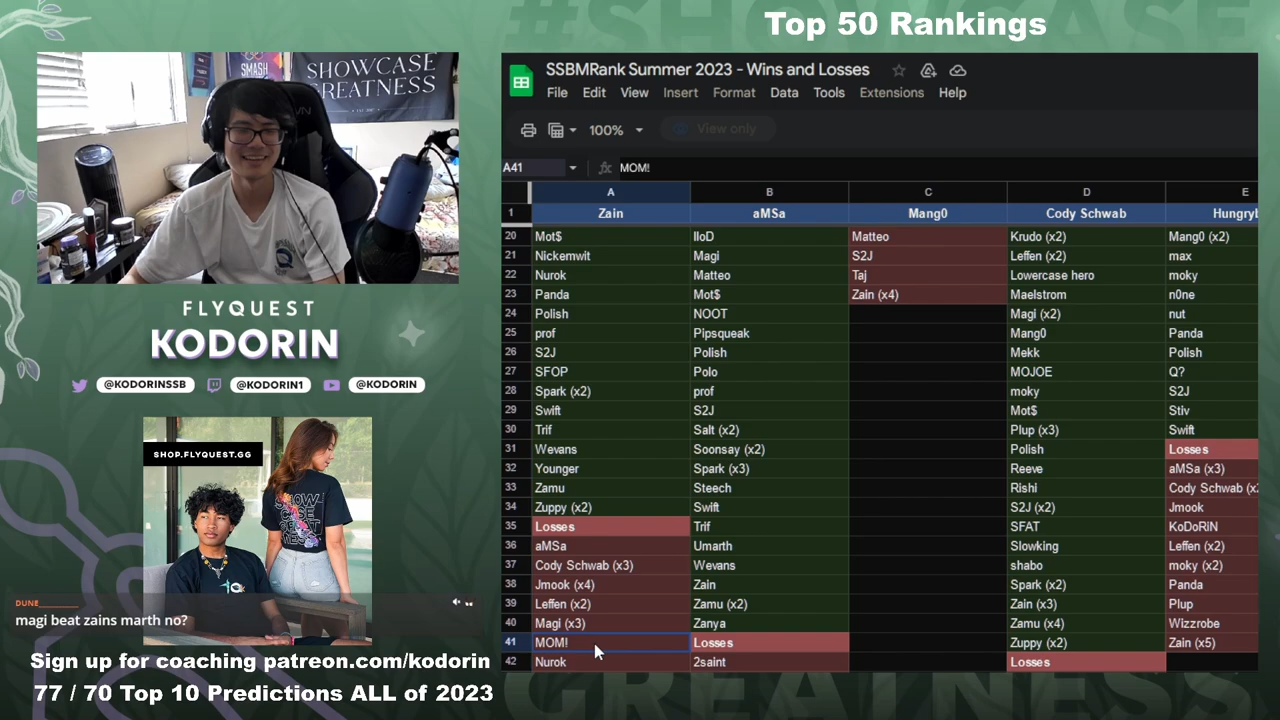 Top 50 Rankings
SMASH
SHOWCASE
GREATNESS
FLYQUEST
KODORIN
@KODORINSSB @KODORIN1 @KODORIN
SHOP.FLYQUEST.GG
DUNE
magi beat zains marth no?
Sign up for coaching patreon.com/kodorin
77 / 70 Top 10 Predictions ALL of 2023
#SHOWCASE
GREATNESS
SSBMRank Summer 2023 - Wins and Losses
File Edit View Insert Format Data Tools Extensions Help
100% View only
A41 fx MOM!
A B C D E
1 Zain aMSa Mang0 Cody Schwab
20 Mot$ lloD Matteo Krudo (x2) Mang0 (x2)
21 Nickemwit Magi S2J Leffen (x2) max
22 Nurok Matteo Taj Lowercase hero moky
23 Panda Mot$ Zain (x4) Maelstrom n0ne
24 Polish NOOT Magi (x2) nut
25 prof Pipsqueak Mang0 Panda
26 S2J Polish Mekk Polish
27 SFOP Polo MOJOE Q?
28 Spark (x2) prof moky S2J
29 Swift S2J Mot$ Stiv
30 Trif Salt (x2) Plup (x3) Swift
31 Wevans Soonsay (x2) Polish Losses
32 Younger Spark (x3) Reeve aMSa (x3)
33 Zamu Steech Rishi Cody Schwab (x
34 Zuppy (x2) Swift S2J (x2) Jmook
35 Losses Trif SFAT KoDoRiN
36 aMSa Umarth Slowking Leffen (x2)
37 Cody Schwab (x3) Wevans shabo moky (x2)
38 Jmook (x4) Zain Spark (x2) Panda
39 Leffen (x2) Zamu (x2) Zain (x3) Plup
40 Magi (x3) Zanya Zamu (x4) Wizzrobe
41 MOM! Losses Zuppy (x2) Zain (x5)
42 Nurok 2saint Losses